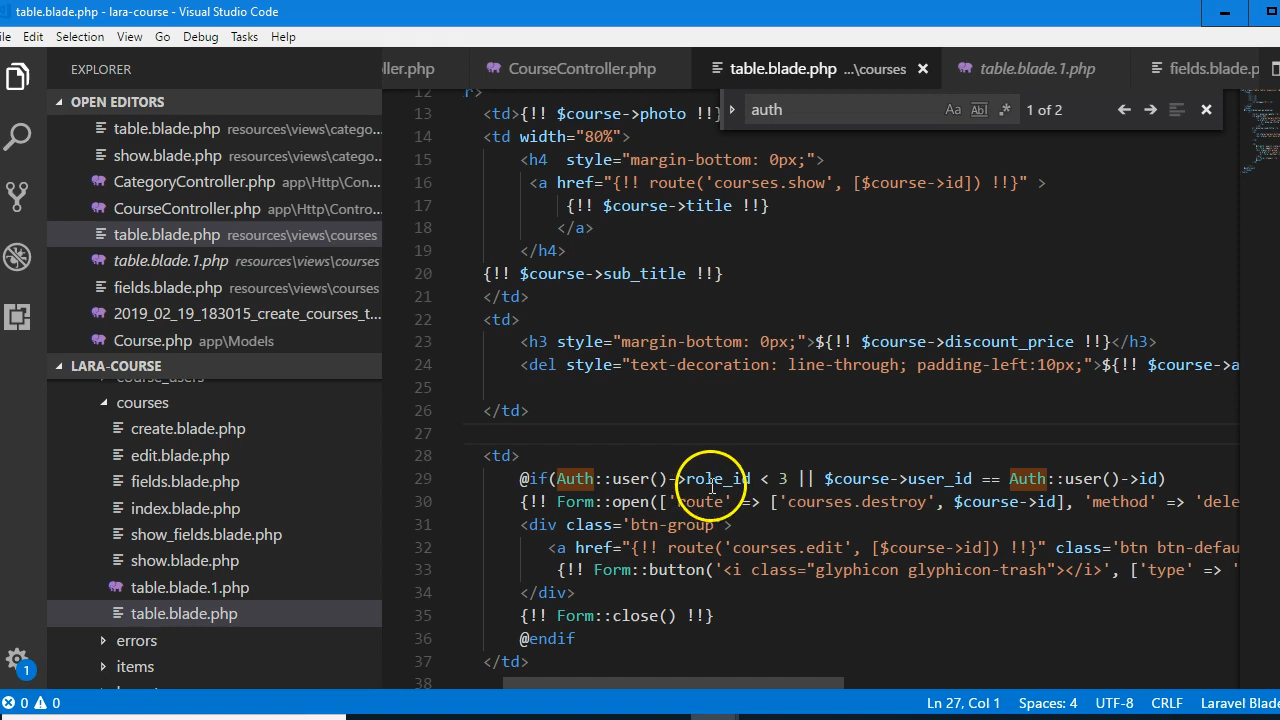 table.blade.php - lara-course - Visual Studio Code
ile Edit Selection View Go Debug Tasks Help
EXPLORER
ller.php CourseController.php table.blade.php ...\courses table.blade.1.php fields.blade.p
auth Aa Abl .* 1 of 2
OPEN EDITORS
table.blade.php resources\views\catego...
show.blade.php resources\views\catego...
CategoryController.php app\Http\Con...
CourseController.php app\Http\Contro...
table.blade.php resources\views\courses
table.blade.1.php resources\views\courses
fields.blade.php resources\views\courses
2019_02_19_183015_create_courses_t...
Course.php app\Models
LARA-COURSE
course_users
courses
create.blade.php
edit.blade.php
fields.blade.php
index.blade.php
show_fields.blade.php
show.blade.php
table.blade.1.php
table.blade.php
errors
items
12 r>
13 <td>{!! $course->photo !!}
14 <td width="80%">
15 <h4  style="margin-bottom: 0px;">
16 <a href="{!! route('courses.show', [$course->id]) !!}" >
17 {!! $course->title !!}
18 </a>
19 </h4>
20 {!! $course->sub_title !!}
21 </td>
22 <td>
23 <h3 style="margin-bottom: 0px;">${!! $course->discount_price !!}</h3>
24 <del style="text-decoration: line-through; padding-left:10px;">${!! $course->a
25
26 </td>
27
28 <td>
29 @if(Auth::user()->role_id < 3 || $course->user_id == Auth::user()->id)
30 {!! Form::open(['route' => ['courses.destroy', $course->id], 'method' => 'dele
31 <div class='btn-group'>
32 <a href="{!! route('courses.edit', [$course->id]) !!}" class='btn btn-defau
33 {!! Form::button('<i class="glyphicon glyphicon-trash"></i>', ['type' => '
34 </div>
35 {!! Form::close() !!}
36 @endif
37 </td>
38
1
0 0 Ln 27, Col 1 Spaces: 4 UTF-8 CRLF Laravel Blade